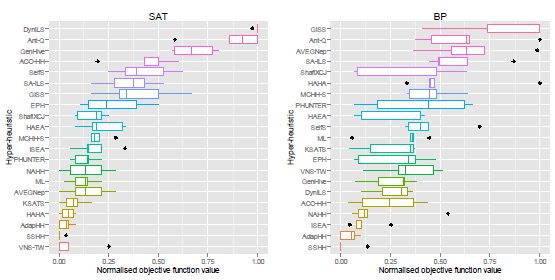 SAT
Hyper-heuristic
DynILS
Ant-Q
GenHive
ACO-HH
SelfS
SA-ILS
GISS
EPH
ShafiXCJ
HAEA
MCHH-S
ISEA
PHUNTER
NAHH
ML
AVEGNep
KSATS
HAHA
AdapHH
SSHH
VNS-TW
0.00 0.25 0.50 0.75 1.00
Normalised objective function value
BP
Hyper-heuristic
GISS
Ant-Q
AVEGNep
SA-ILS
ShafiXCJ
HAHA
MCHH-S
PHUNTER
HAEA
SelfS
ML
KSATS
EPH
VNS-TW
GenHive
DynILS
ACO-HH
NAHH
ISEA
AdapHH
SSHH
0.00 0.25 0.50 0.75 1.00
Normalised objective function value